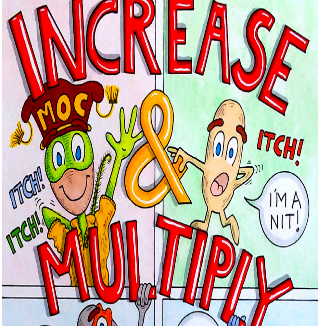 INCREASE
MOC
&
ITCH!
ITCH!
ITCH!
I'M A
NIT!
MULTIPLY